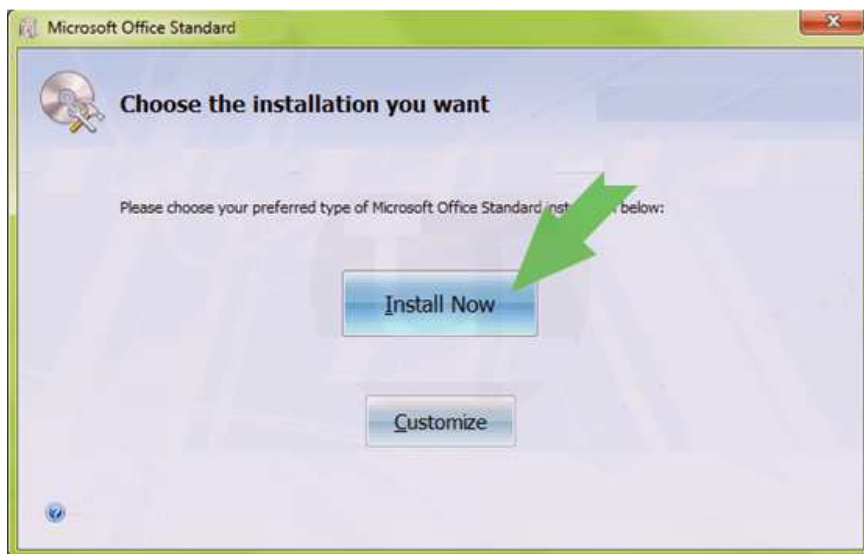 Microsoft Office Standard
Choose the installation you want
Please choose your preferred type of Microsoft Office Standard below:
Install Now
Customize